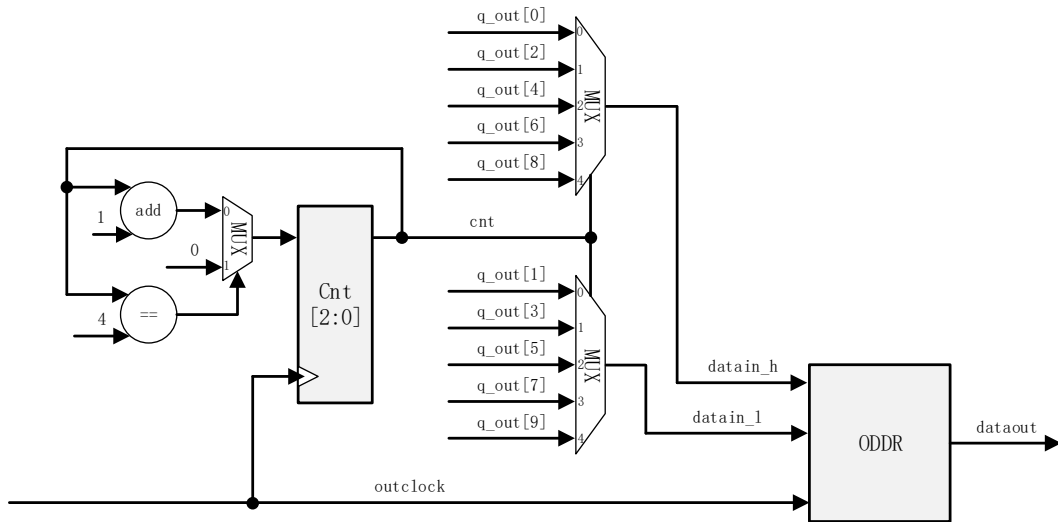 q_out[0]
0
q_out[2]
1
q_out[4]
2
MUX
q_out[6]
3
q_out[8]
4
add
1
0
MUX
0
1
cnt
4
==
Cnt
[2:0]
q_out[1]
0
q_out[3]
1
q_out[5]
2
MUX
q_out[7]
3
q_out[9]
4
datain_h
datain_l
ODDR
dataout
outclock